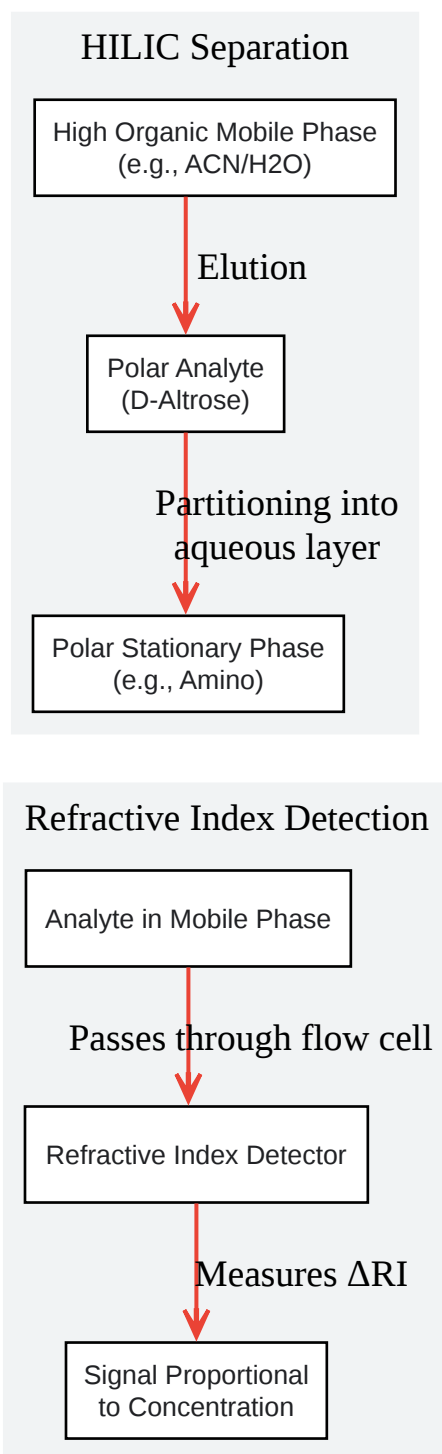 HILIC Separation
High Organic Mobile Phase
(e.g., ACN/H2O)
Elution
Polar Analyte
(D-Altrose)
Partitioning into
aqueous layer
Polar Stationary Phase
(e.g., Amino)
Refractive Index Detection
Analyte in Mobile Phase
Passes through flow cell
Refractive Index Detector
Measures ΔRI
Signal Proportional
to Concentration